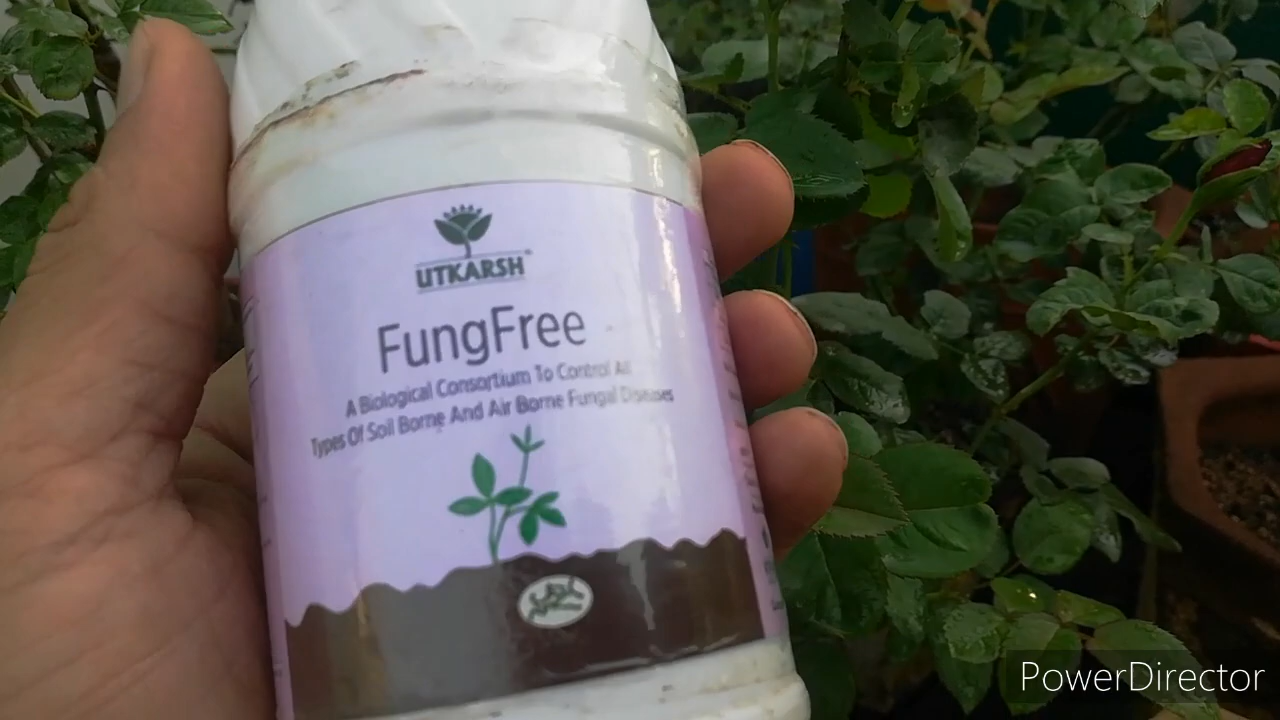 UTKARSH
FungFree
A Biological Consortium To Control All
Types Of Soil Borne And Air Borne Fungal Diseases
PowerDirector